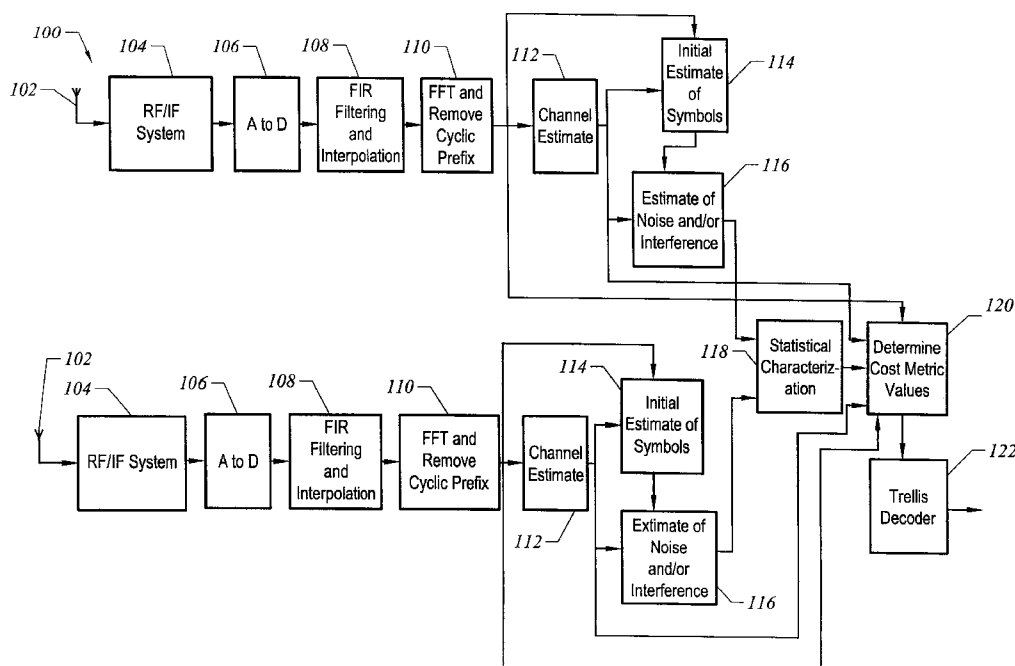 100
102
104
RF/IF
System
106
A to D
108
FIR
Filtering
and
Interpolation
110
FFT and
Remove
Cyclic
Prefix
112
Channel
Estimate
Initial
Estimate
of
Symbols
114
Estimate of
Noise and/or
Interference
116
Statistical
Characteriz-
ation
118
Determine
Cost Metric
Values
120
Trellis
Decoder
122
102
104
RF/IF System
106
A to D
108
FIR
Filtering
and
Interpolation
110
FFT and
Remove
Cyclic Prefix
Channel
Estimate
112
114
Initial
Estimate of
Symbols
Extimate of
Noise
and/or
Interference
116